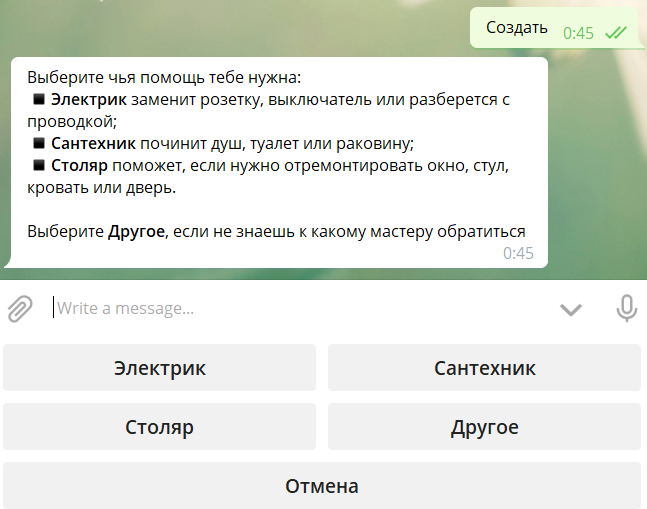 Создать 0:45
Выберите чья помощь тебе нужна:
▪ Электрик заменит розетку, выключатель или разберется с
проводкой;
▪ Сантехник починит душ, туалет или раковину;
▪ Столяр поможет, если нужно отремонтировать окно, стул,
кровать или дверь.
Выберите Другое, если не знаешь к какому мастеру обратиться
0:45
Write a message...
Электрик
Сантехник
Столяр
Другое
Отмена